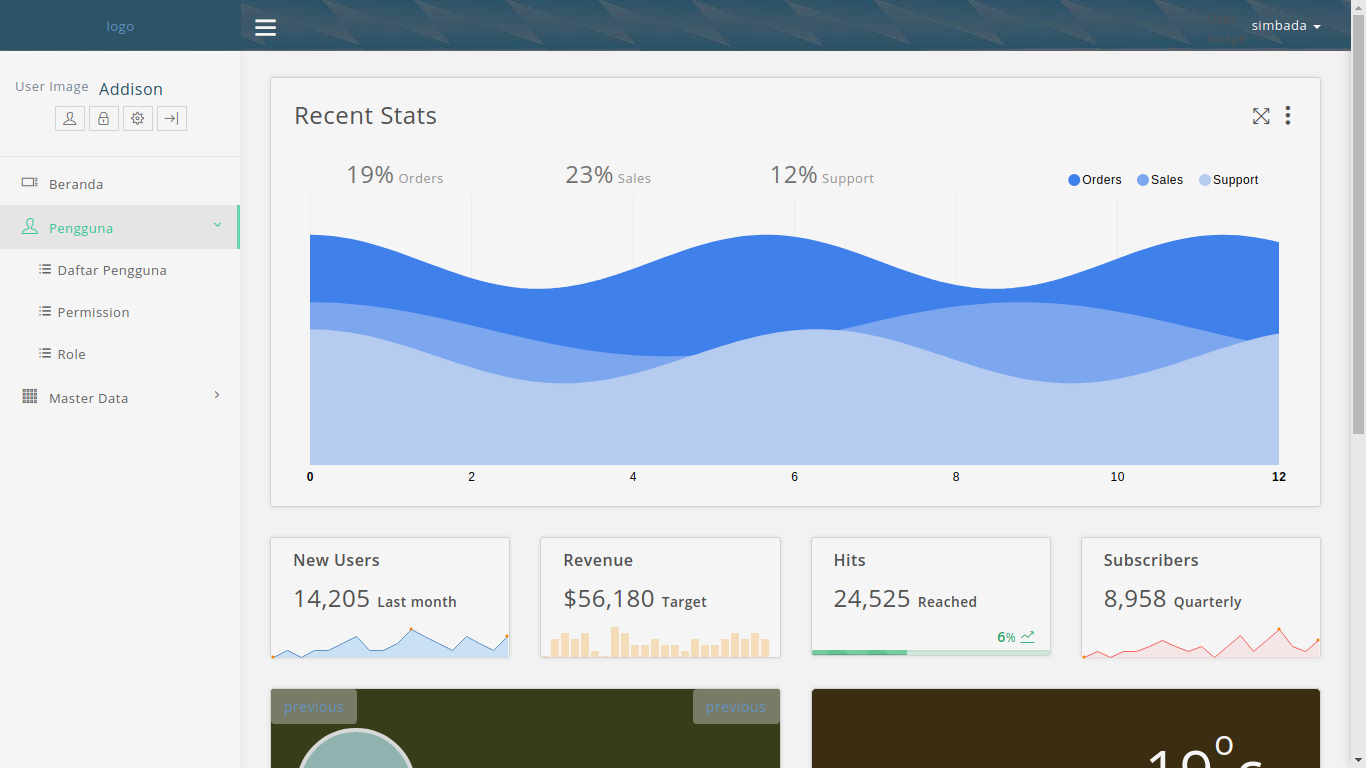 logo
simbada
User Image Addison
Beranda
Pengguna
Daftar Pengguna
Permission
Role
Master Data
Recent Stats
19% Orders
23% Sales
12% Support
Orders Sales Support
0 2 4 6 8 10 12
New Users
14,205 Last month
Revenue
$56,180 Target
Hits
24,525 Reached
6%
Subscribers
8,958 Quarterly
previous
previous